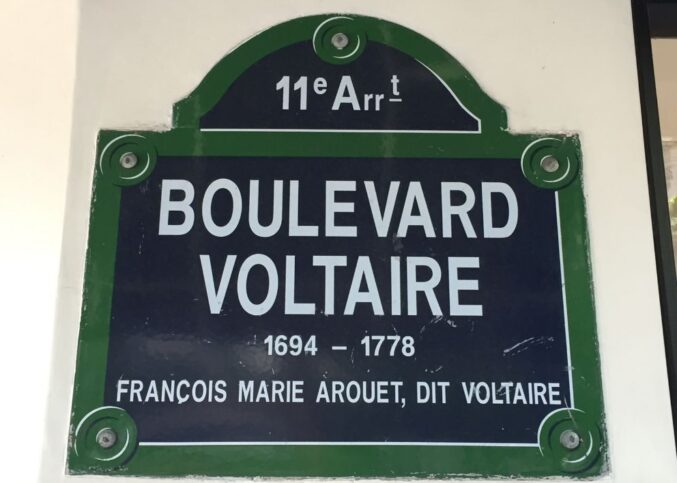 11e Arrt
BOULEVARD
VOLTAIRE
1694 – 1778
FRANÇOIS MARIE AROUET, DIT VOLTAIRE